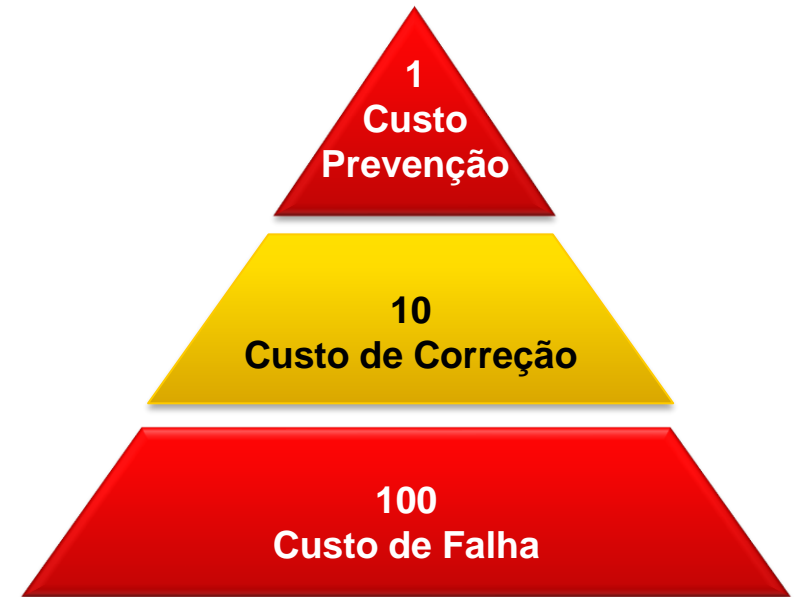 1
Custo
Prevenção
10
Custo de Correção
100
Custo de Falha